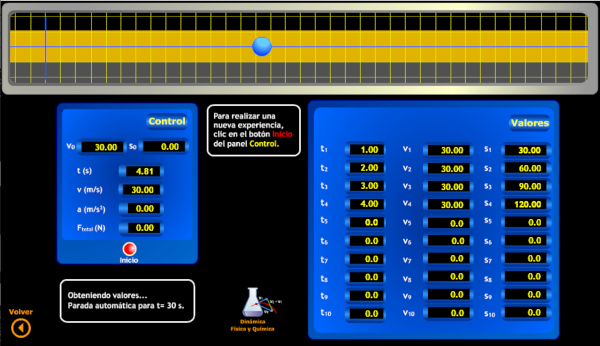 Control
V0 30.00 S0 0.00
t (s) 4.81
v (m/s) 30.00
a (m/s²) 0.00
Ftotal (N) 0.00
Inicio
Para realizar una
nueva experiencia,
clic en el botón Inicio
del panel Control.
Valores
t1 1.00 V1 30.00 S1 30.00
t2 2.00 V2 30.00 S2 60.00
t3 3.00 V3 30.00 S3 90.00
t4 4.00 V4 30.00 S4 120.00
t5 0.0 V5 0.0 S5 0.0
t6 0.0 V6 0.0 S6 0.0
t7 0.0 V7 0.0 S7 0.0
t8 0.0 V8 0.0 S8 0.0
t9 0.0 V9 0.0 S9 0.0
t10 0.0 V10 0.0 S10 0.0
Obteniendo valores...
Parada automática para t= 30 s.
Dinámica
Física y Química
Volver